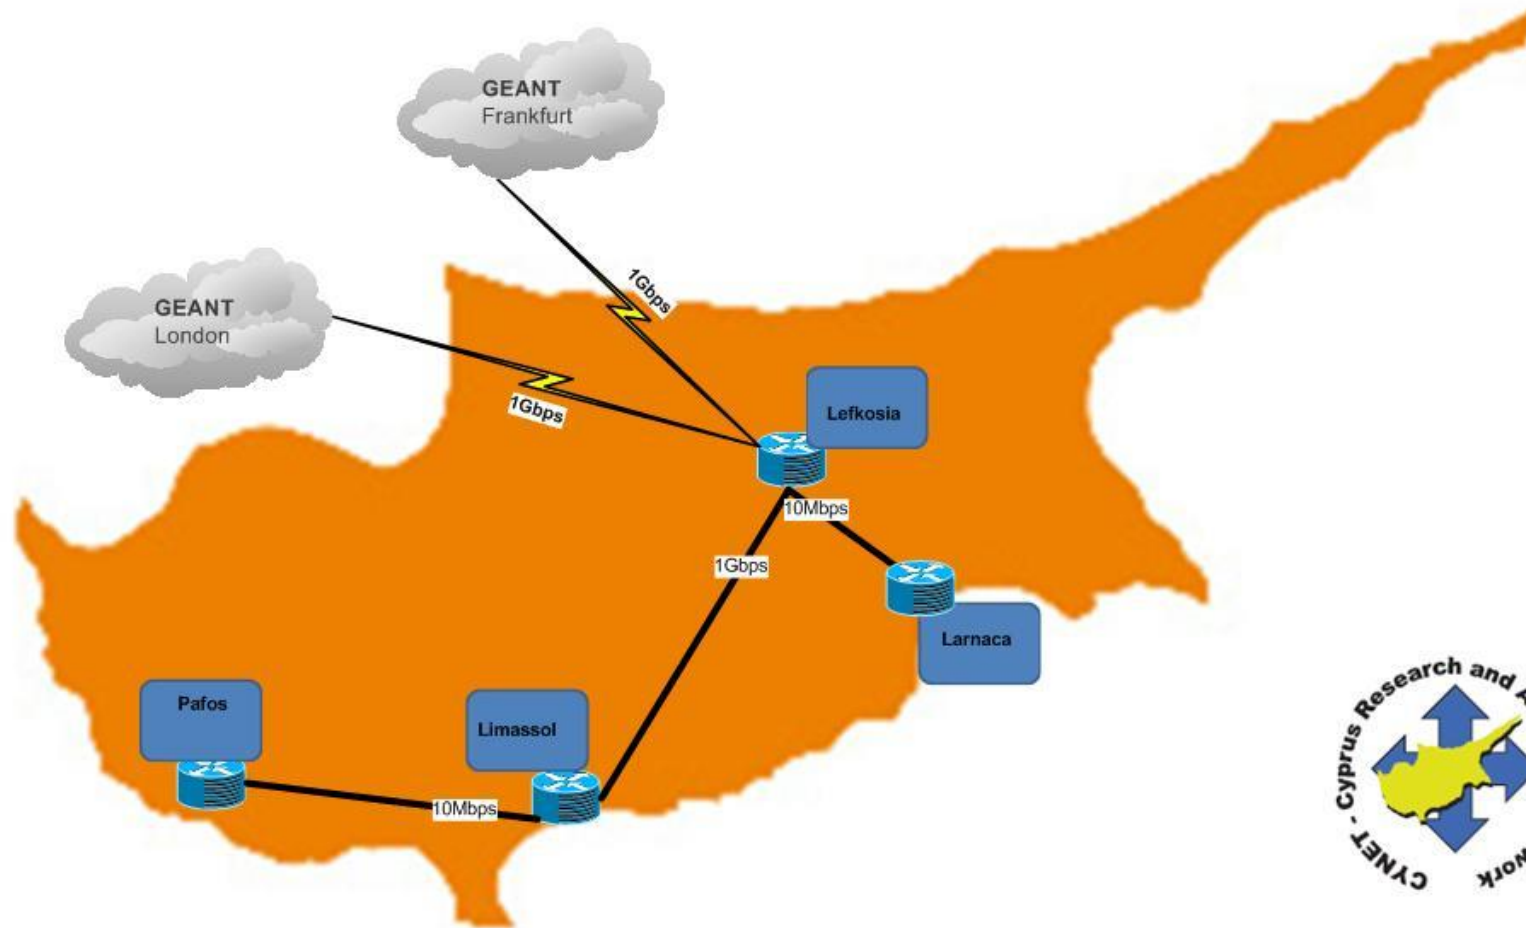 GEANT
Frankfurt
1Gbps
GEANT
London
1Gbps
Lefkosia
10Mbps
1Gbps
Larnaca
Pafos
Limassol
10Mbps
CYNET - Cyprus Research and